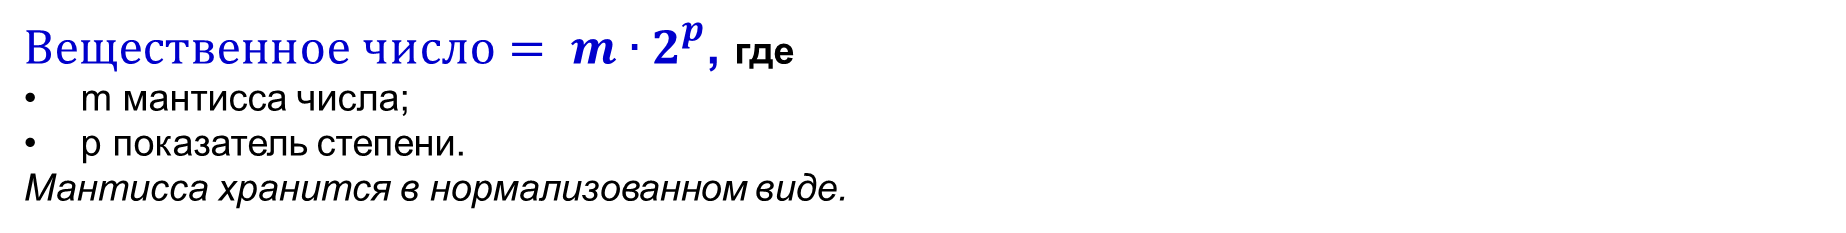 Вещественное число = m · 2^p, где
• m мантисса числа;
• p показатель степени.
Мантисса хранится в нормализованном виде.